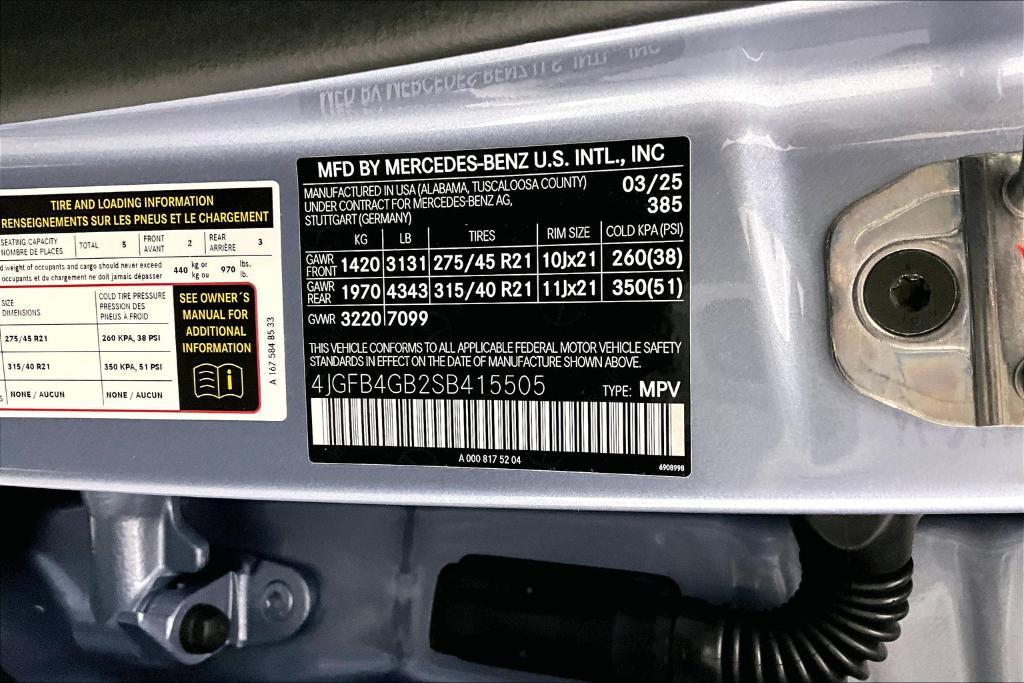 MFD BY MERCEDES-BENZ U.S. INTL., INC
TIRE AND LOADING INFORMATION
RENSEIGNEMENTS SUR LES PNEUS ET LE CHARGEMENT
SEATING CAPACITY
NOMBRE DE PLACES
TOTAL 5
FRONT
AVANT
2
REAR
ARRIÈRE
3
d weight of occupants and cargo should never exceed
occupants et du chargement ne doit jamais dépasser
440 kg or
kg ou
970 lbs.
lb.
SIZE
DIMENSIONS
COLD TIRE PRESSURE
PRESSION DES
PNEUS À FROID
275/45 R21 260 KPA, 38 PSI
315/40 R21 350 KPA, 51 PSI
NONE / AUCUN NONE / AUCUN
SEE OWNER´S
MANUAL FOR
ADDITIONAL
INFORMATION
i
A 167 584 85 33
MFD BY MERCEDES-BENZ U.S. INTL., INC
MANUFACTURED IN USA (ALABAMA, TUSCALOOSA COUNTY)
UNDER CONTRACT FOR MERCEDES-BENZ AG,
STUTTGART (GERMANY)
03/25
385
KG LB TIRES RIM SIZE COLD KPA(PSI)
GAWR
FRONT
1420 3131 275/45 R21 10Jx21 260(38)
GAWR
REAR
1970 4343 315/40 R21 11Jx21 350(51)
GVWR 3220 7099
THIS VEHICLE CONFORMS TO ALL APPLICABLE FEDERAL MOTOR VEHICLE SAFETY
STANDARDS IN EFFECT ON THE DATE OF MANUFACTURE SHOWN ABOVE.
4JGFB4GB2SB415505 TYPE: MPV
A 000 817 52 04
6908998